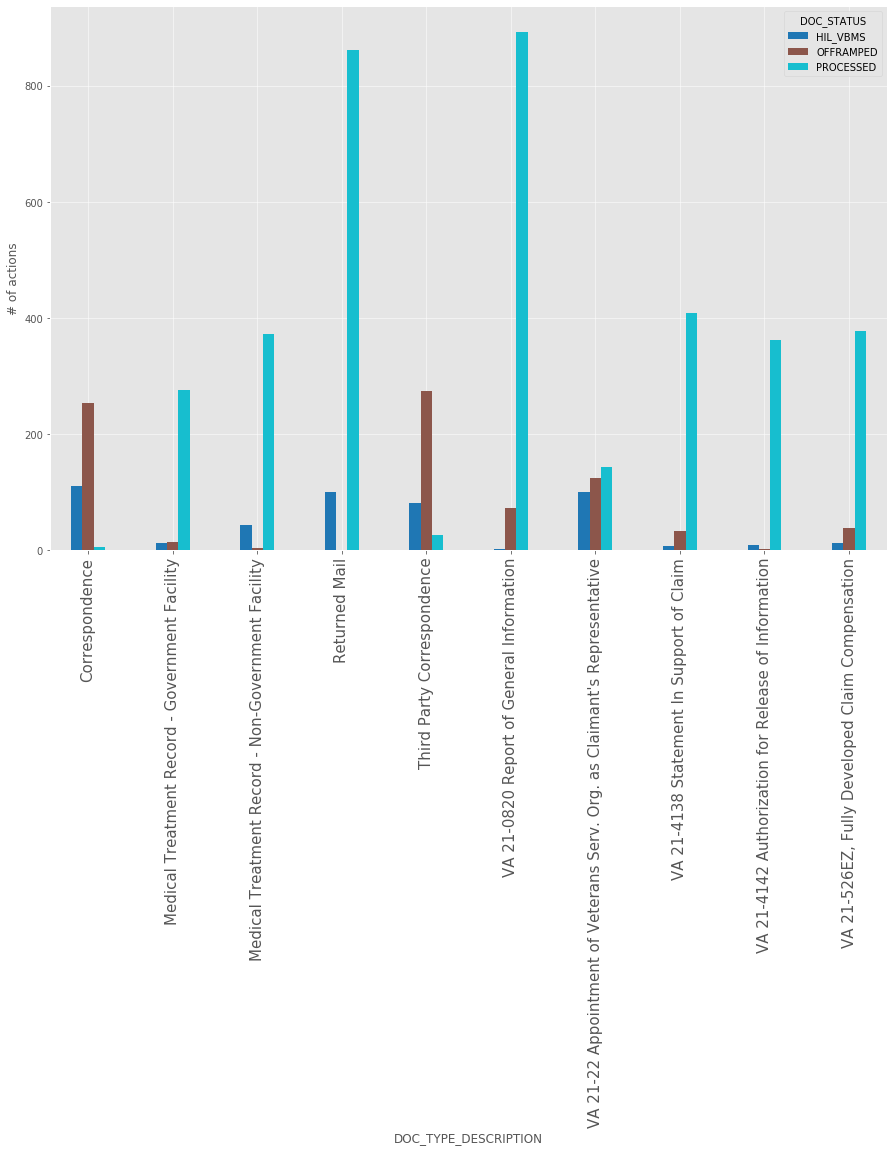 DOC_STATUS
HIL_VBMS
OFFRAMPED
PROCESSED
# of actions
800
600
400
200
0
Correspondence
Medical Treatment Record - Government Facility
Medical Treatment Record - Non-Government Facility
Returned Mail
Third Party Correspondence
VA 21-0820 Report of General Information
VA 21-22 Appointment of Veterans Serv. Org. as Claimant's Representative
VA 21-4138 Statement In Support of Claim
VA 21-4142 Authorization for Release of Information
VA 21-526EZ, Fully Developed Claim Compensation
DOC_TYPE_DESCRIPTION